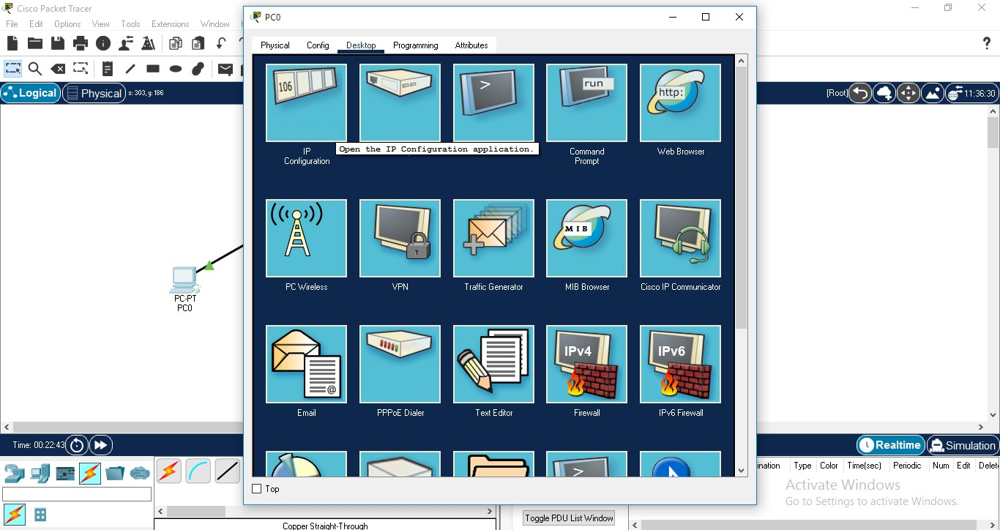 Cisco Packet Tracer
PC0
File Edit Options View Tools Extensions Window
Physical Config Desktop Programming Attributes
Logical Physical x: 303, y: 186
[Root] 11:36:30
106
>
run
http:
Open the IP Configuration application.
IP Configuration
Command Prompt
Web Browser
MIB
PC Wireless
VPN
Traffic Generator
MIB Browser
Cisco IP Communicator
PC-PT
PC0
IPv4
IPv6
@
Email
PPPoE Dialer
Text Editor
Firewall
IPv6 Firewall
>
Time: 00:22:43
Realtime Simulation
Top
Type Color Time(sec) Periodic Num Edit
Activate Windows
Go to Settings to activate Windows.
Toggle PDU List Window
Copper Straight-Through